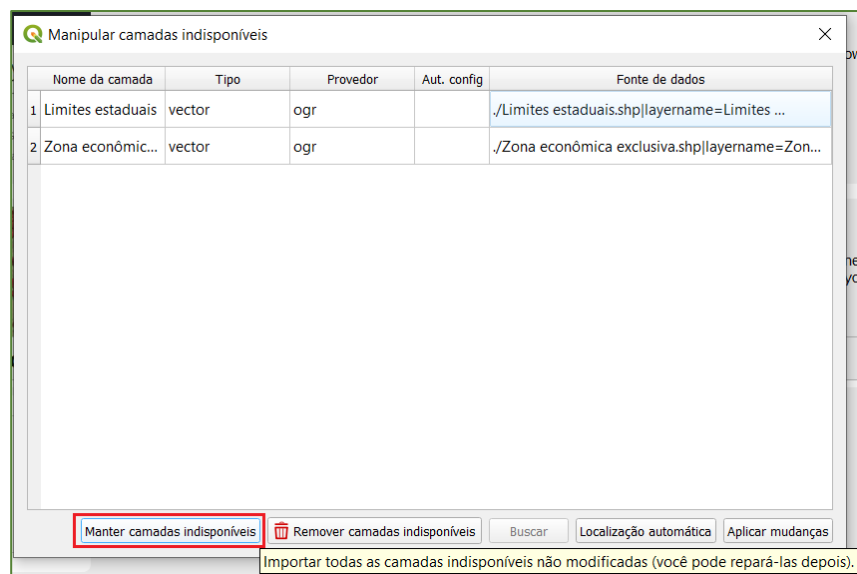 Manipular camadas indisponíveis
Nome da camada Tipo Provedor Aut. config Fonte de dados
1 Limites estaduais vector ogr ./Limites estaduais.shp|layername=Limites ...
2 Zona econômic... vector ogr ./Zona econômica exclusiva.shp|layername=Zon...
Manter camadas indisponíveis Remover camadas indisponíveis Buscar Localização automática Aplicar mudanças
Importar todas as camadas indisponíveis não modificadas (você pode repará-las depois).